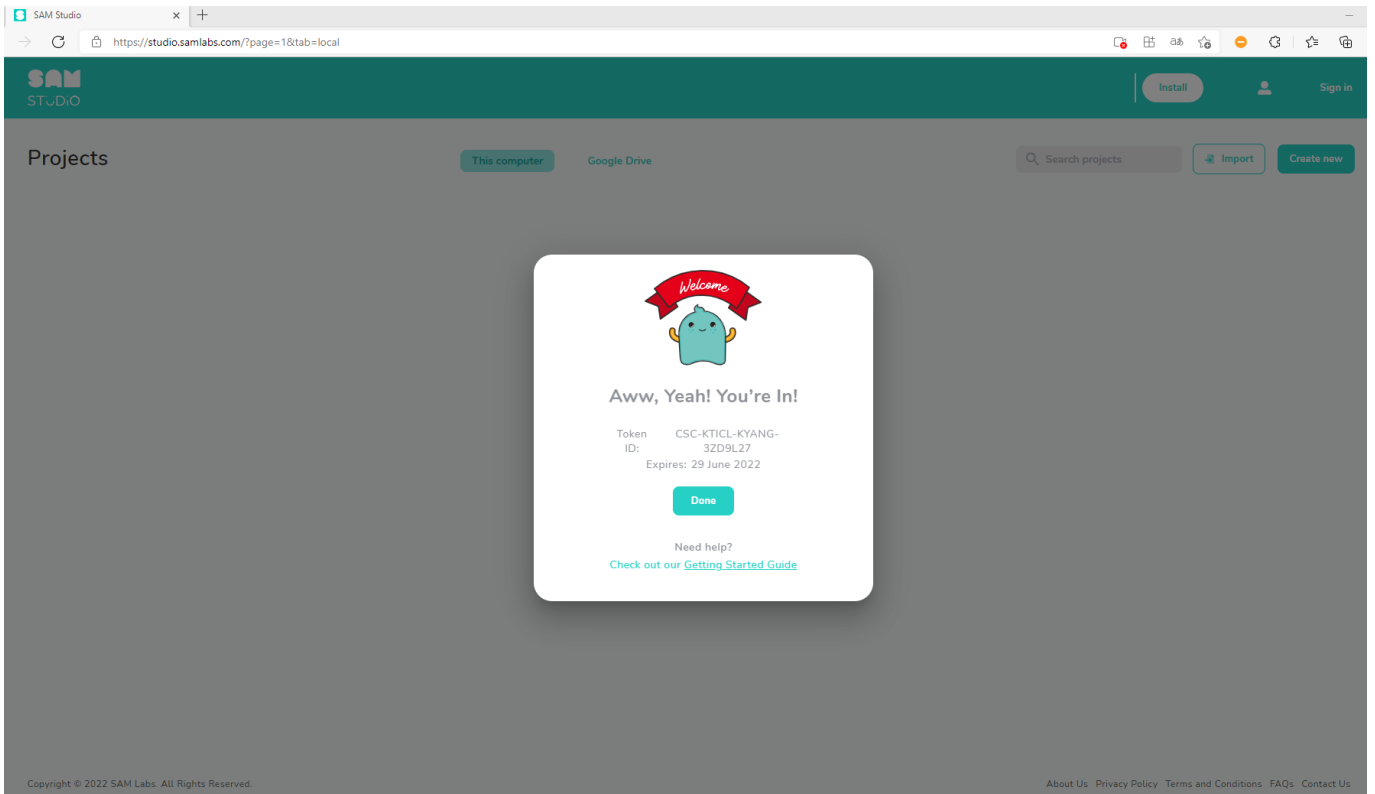 SAM Studio
https://studio.samlabs.com/?page=1&tab=local
aあ
SAM
STUDIO
Install
Sign in
Projects
This computer
Google Drive
Search projects
Import
Create new
Welcome
Aww, Yeah! You're In!
Token CSC-KTICL-KYANG-
ID: 3ZD9L27
Expires: 29 June 2022
Done
Need help?
Check out our Getting Started Guide
Copyright © 2022 SAM Labs. All Rights Reserved.
About Us Privacy Policy Terms and Conditions FAQs Contact Us